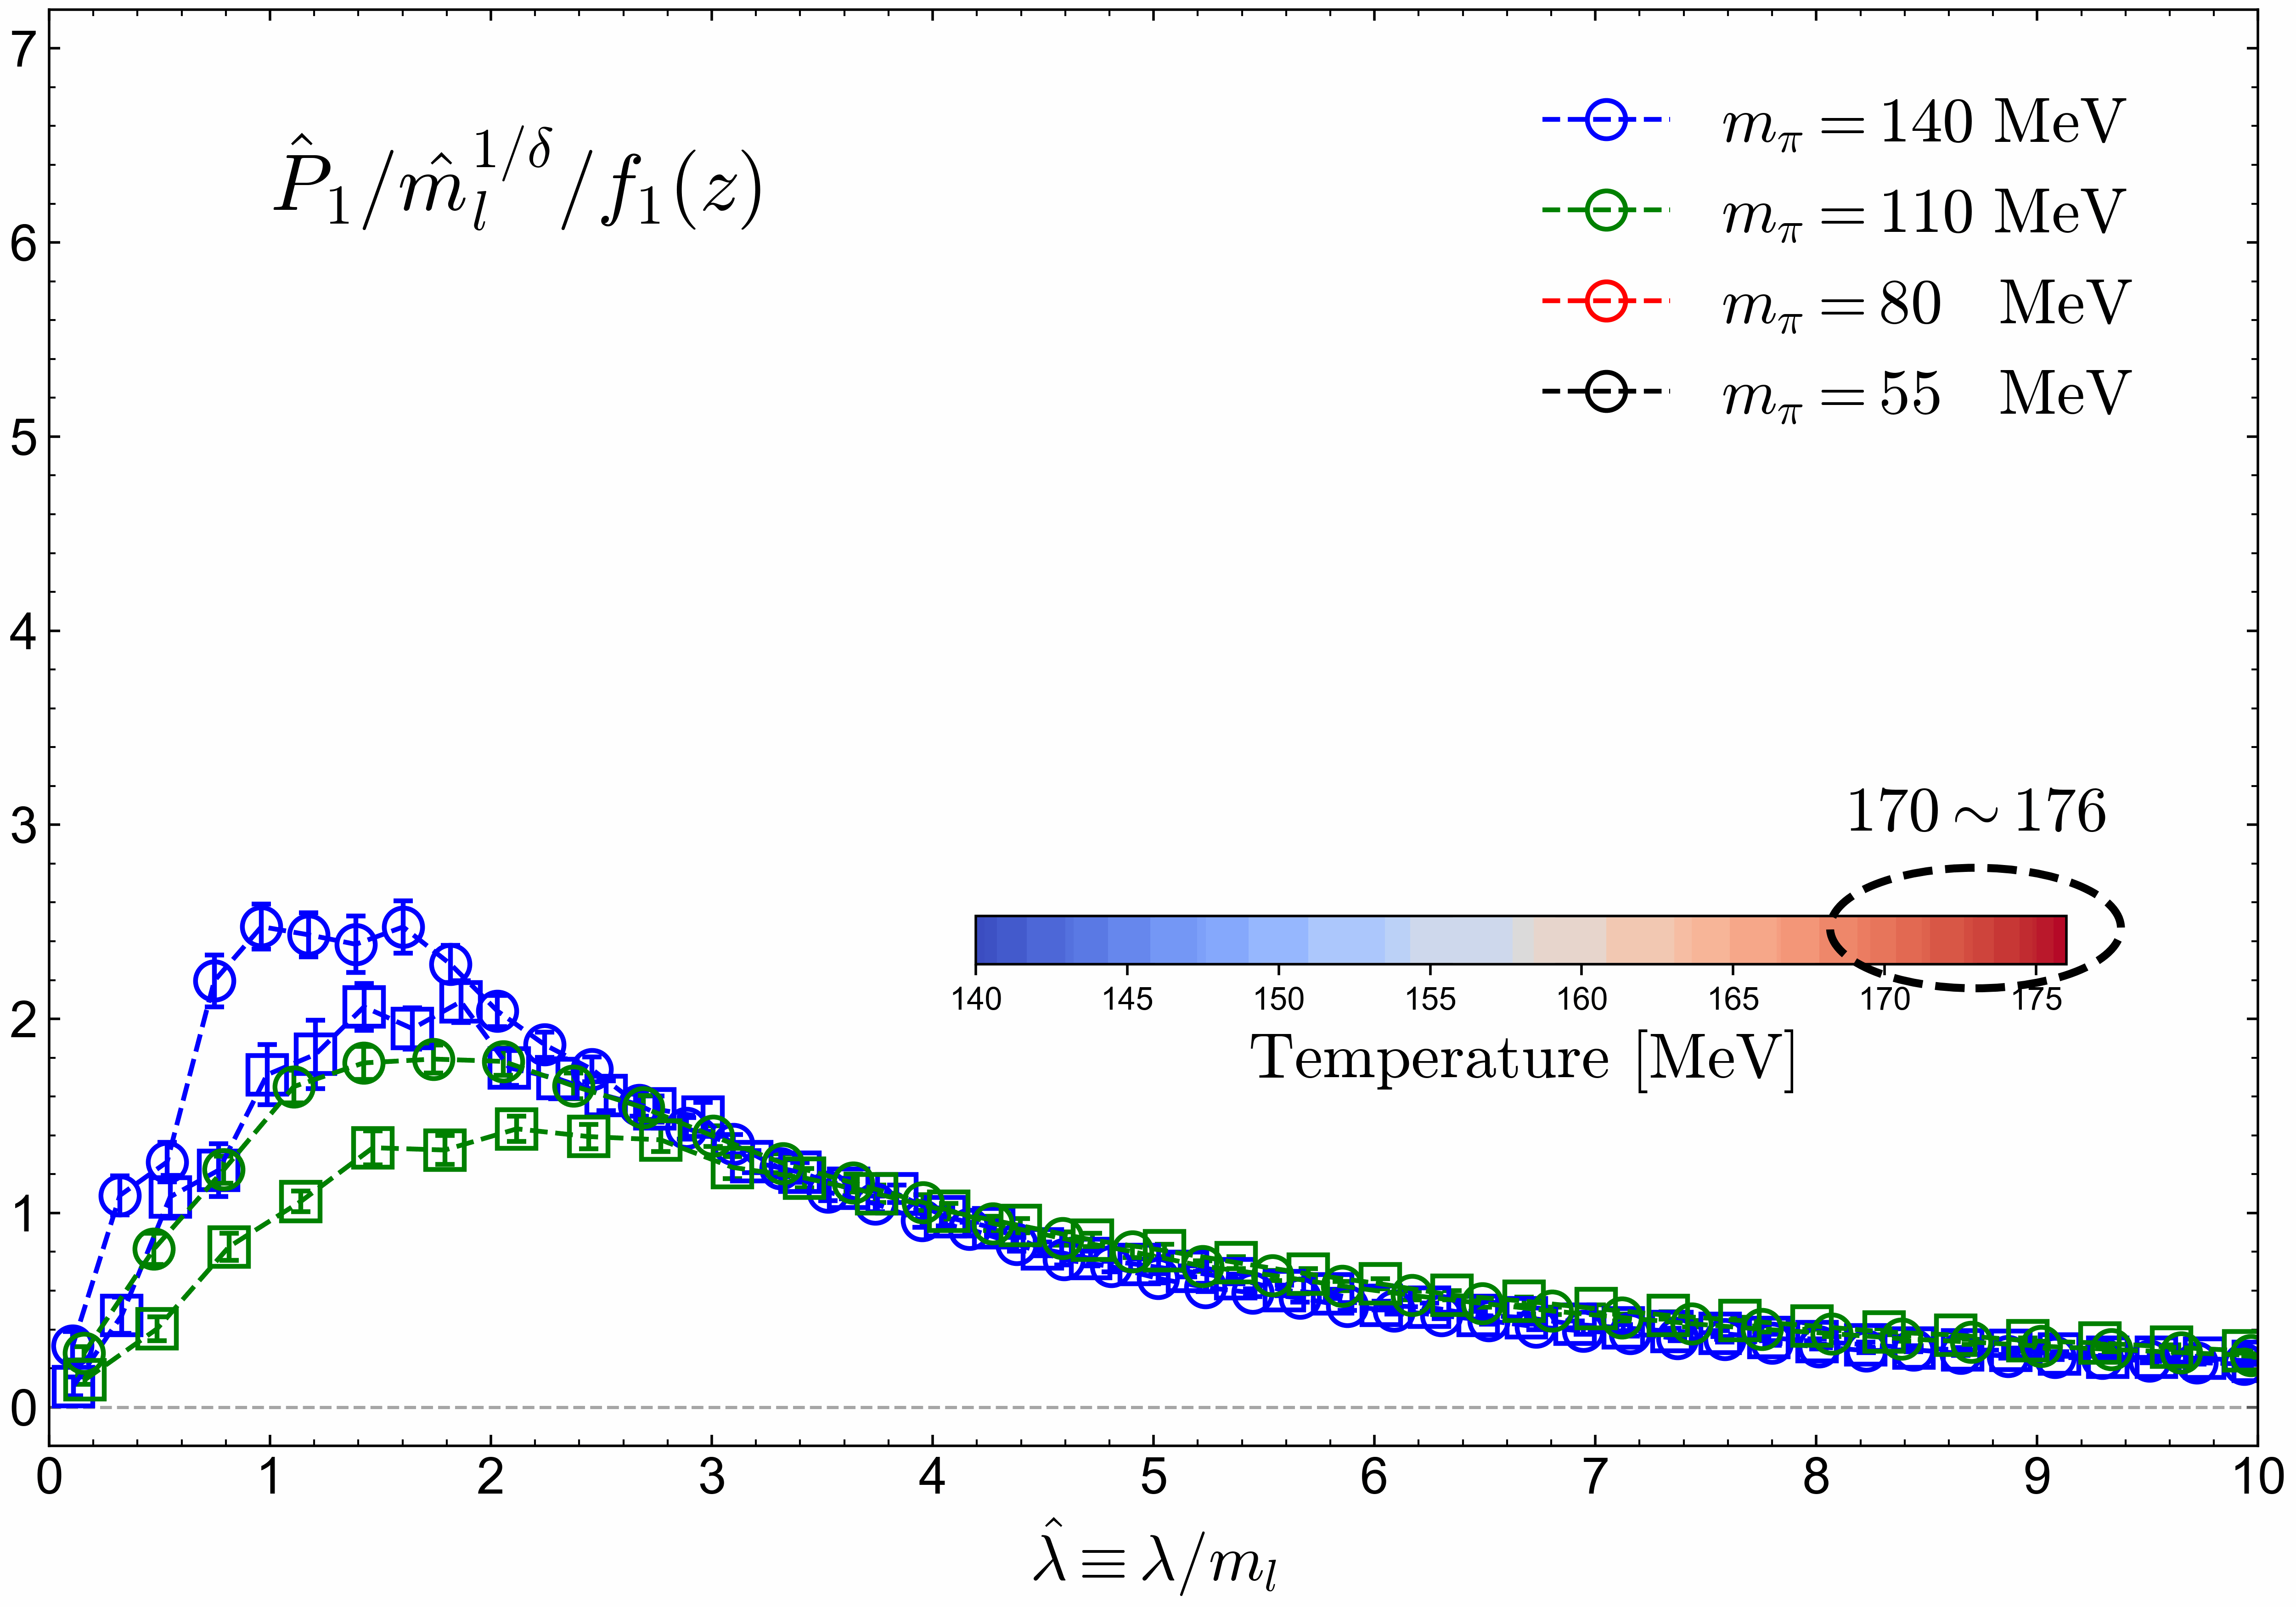 7
6
5
4
3
2
1
0
P̂₁/m̂ₗ^{1/δ}/f₁(z)
m_π = 140 MeV
m_π = 110 MeV
m_π = 80 MeV
m_π = 55 MeV
170 ∼ 176
140 145 150 155 160 165 170 175
Temperature [MeV]
0 1 2 3 4 5 6 7 8 9 10
λ̂ ≡ λ/mₗ